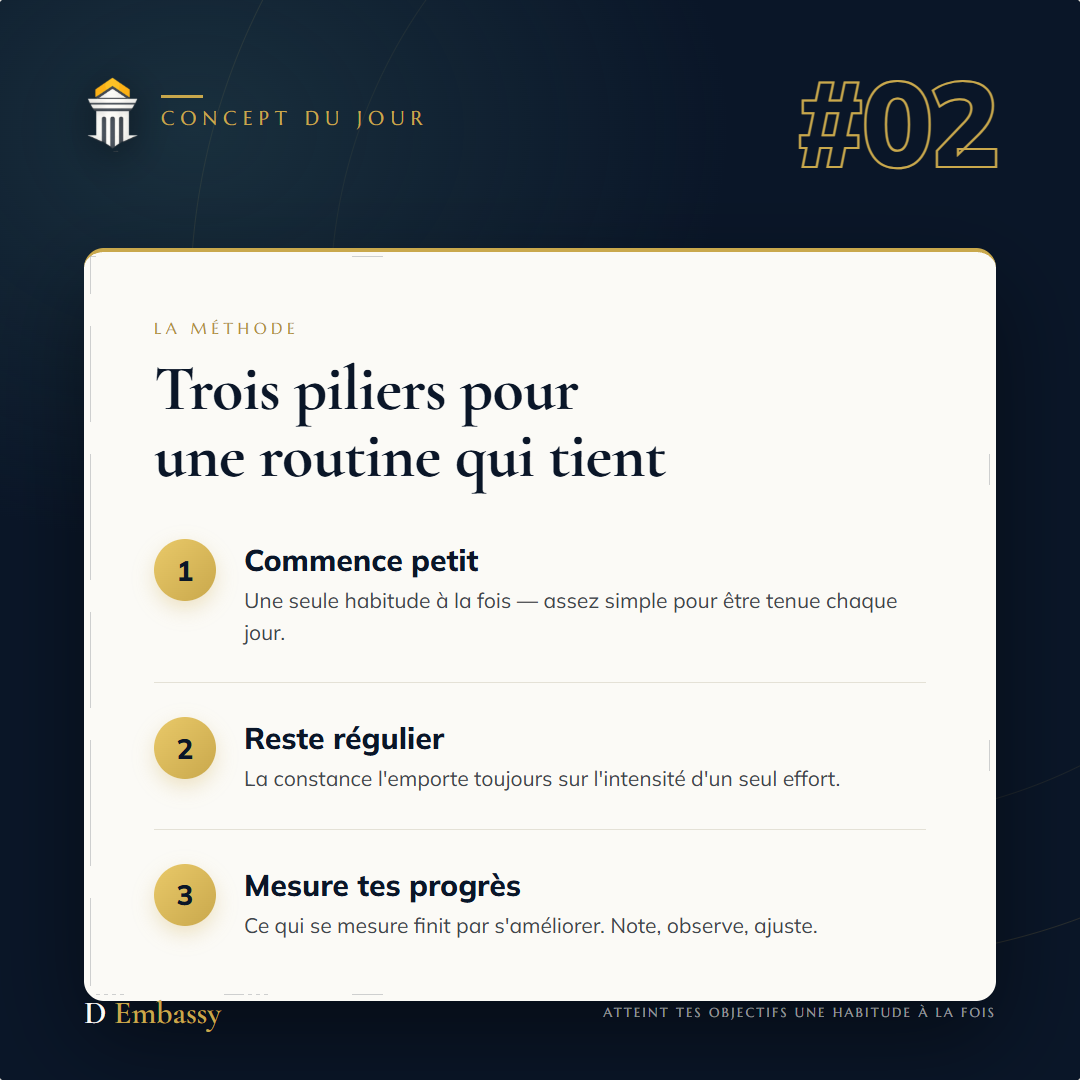 CONCEPT DU JOUR
#02
LA MÉTHODE
Trois piliers pour
une routine qui tient
1
Commence petit
Une seule habitude à la fois — assez simple pour être tenue chaque
jour.
2
Reste régulier
La constance l'emporte toujours sur l'intensité d'un seul effort.
3
Mesure tes progrès
Ce qui se mesure finit par s'améliorer. Note, observe, ajuste.
D Embassy
ATTEINT TES OBJECTIFS UNE HABITUDE À LA FOIS